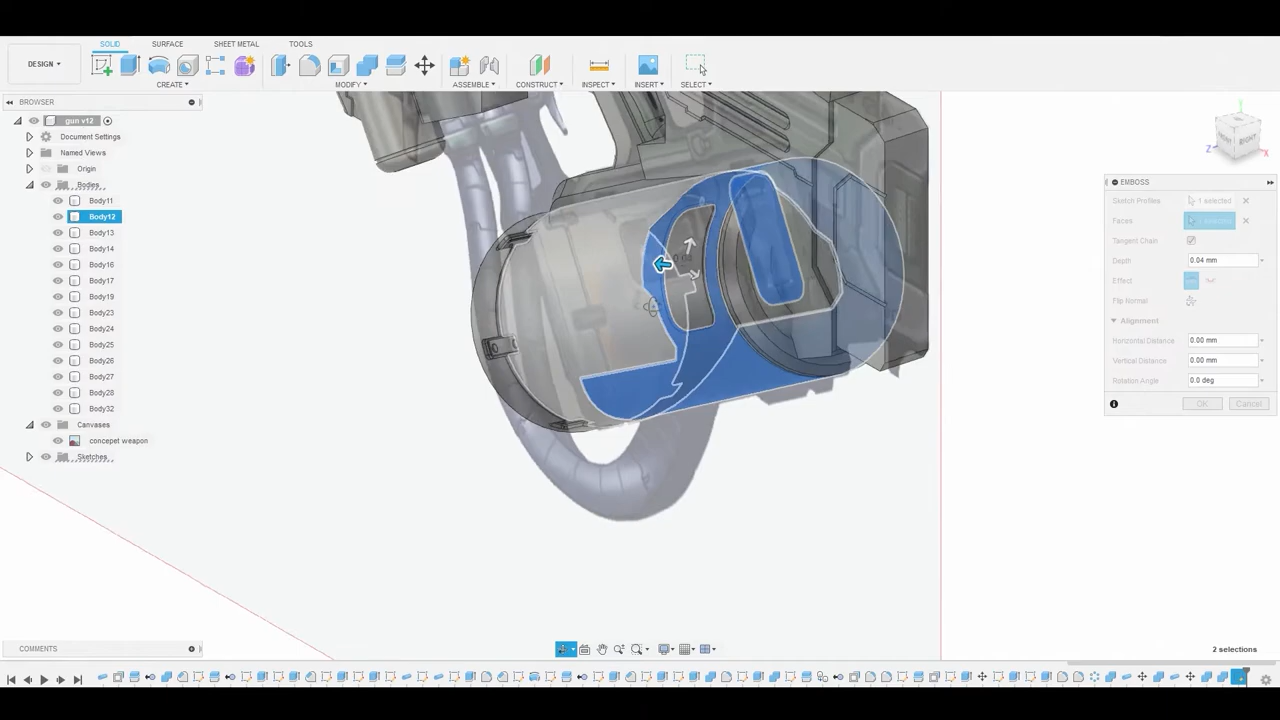 SOLID SURFACE SHEET METAL TOOLS
DESIGN
CREATE MODIFY ASSEMBLE CONSTRUCT INSPECT INSERT SELECT
BROWSER
gun v12
Document Settings
Named Views
Origin
Bodies
Body11
Body12
Body13
Body14
Body16
Body17
Body19
Body23
Body24
Body25
Body26
Body27
Body28
Body32
Canvases
concepet weapon
Sketches
RIGHT
Z
X
EMBOSS
Sketch Profiles 1 selected
Faces 1 selected
Tangent Chain
Depth 0.04 mm
Effect
Flip Normal
Alignment
Horizontal Distance 0.00 mm
Vertical Distance 0.00 mm
Rotation Angle 0.0 deg
OK Cancel
COMMENTS
2 selections